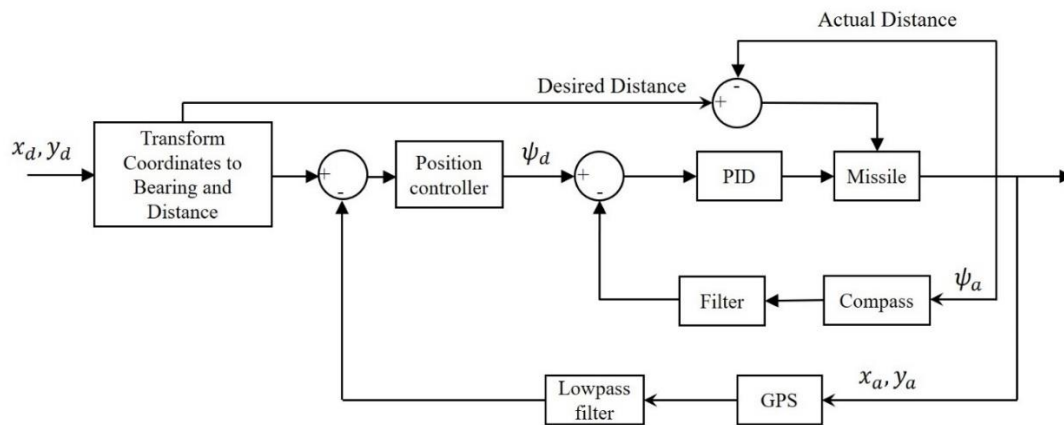 Actual Distance
-
Desired Distance
+
x_d, y_d
Transform
Coordinates to
Bearing and
Distance
+
-
Position
controller
ψ_d
+
-
PID
Missile
Filter
Compass
ψ_a
Lowpass
filter
GPS
x_a, y_a